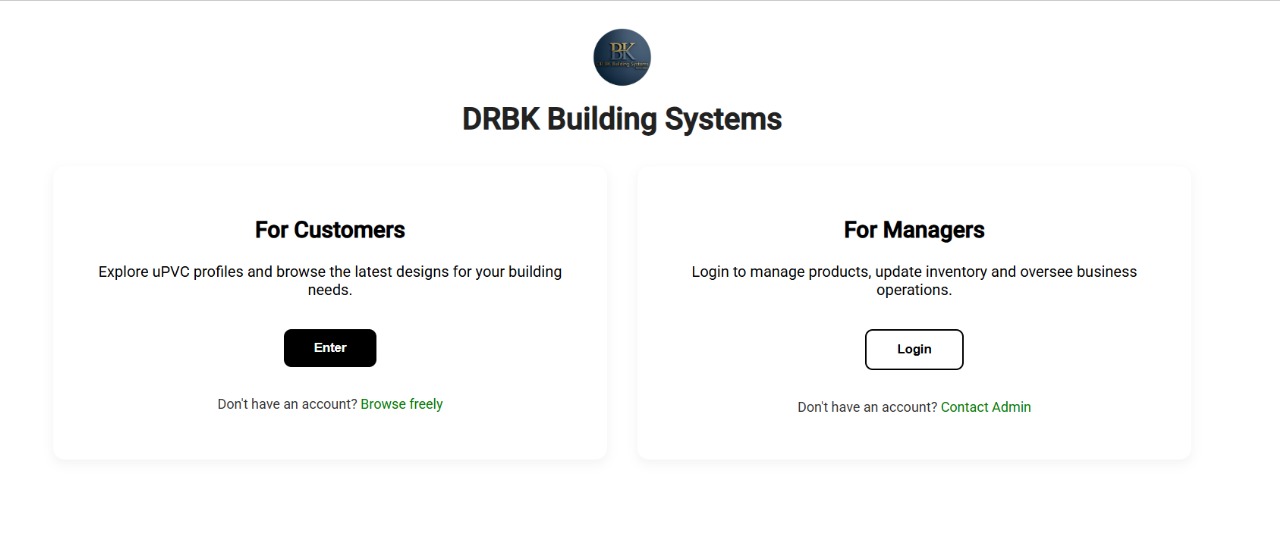 BK
DRBK Building Systems
For Customers
Explore uPVC profiles and browse the latest designs for your building
needs.
Enter
Don't have an account? Browse freely
For Managers
Login to manage products, update inventory and oversee business
operations.
Login
Don't have an account? Contact Admin